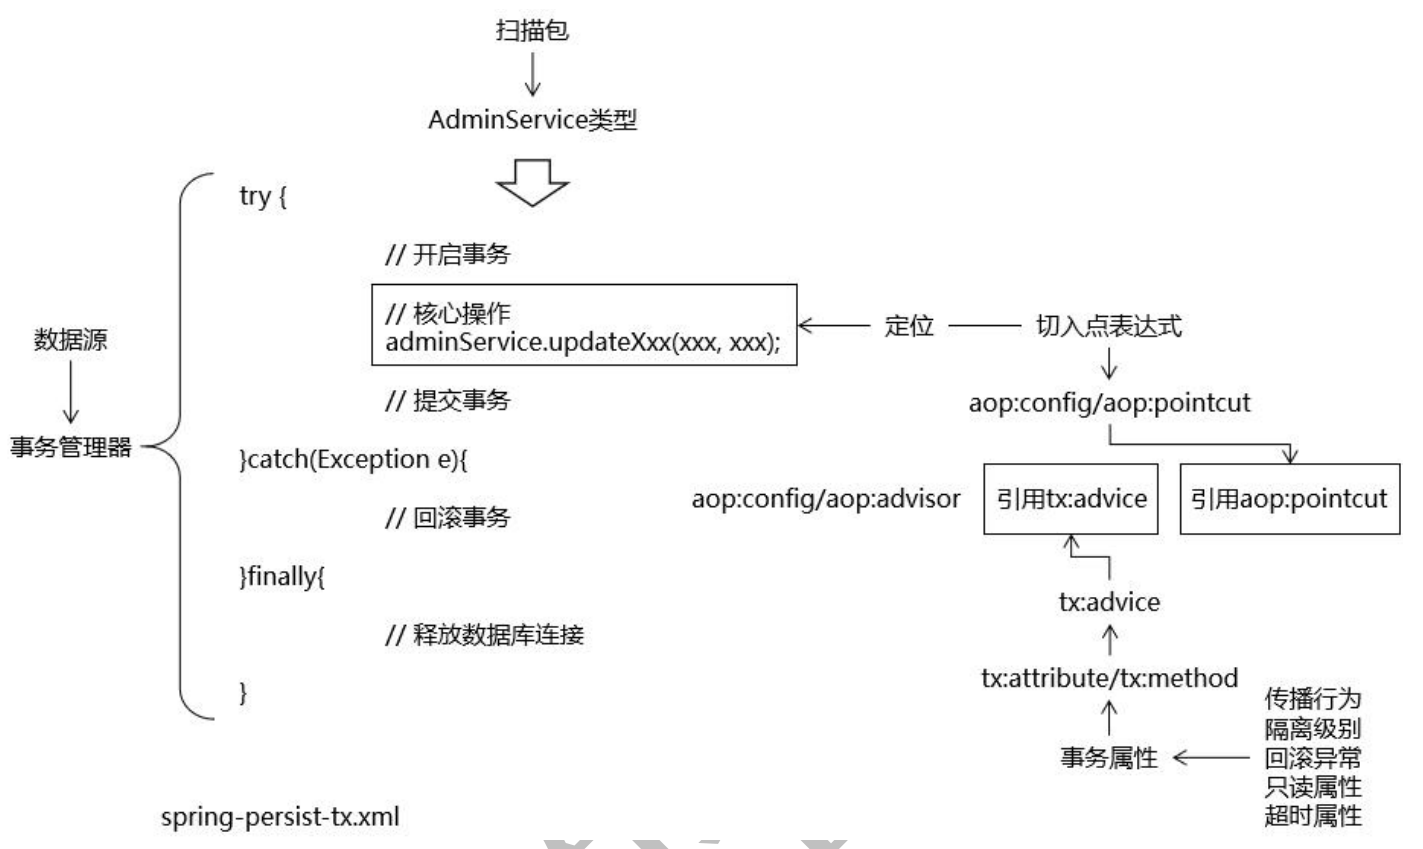 扫描包
AdminService类型
try {
// 开启事务
// 核心操作
adminService.updateXxx(xxx, xxx);
定位
切入点表达式
数据源
// 提交事务
aop:config/aop:pointcut
事务管理器
}catch(Exception e){
aop:config/aop:advisor
引用tx:advice
引用aop:pointcut
// 回滚事务
}finally{
tx:advice
// 释放数据库连接
tx:attribute/tx:method
}
传播行为
隔离级别
事务属性
回滚异常
只读属性
超时属性
spring-persist-tx.xml